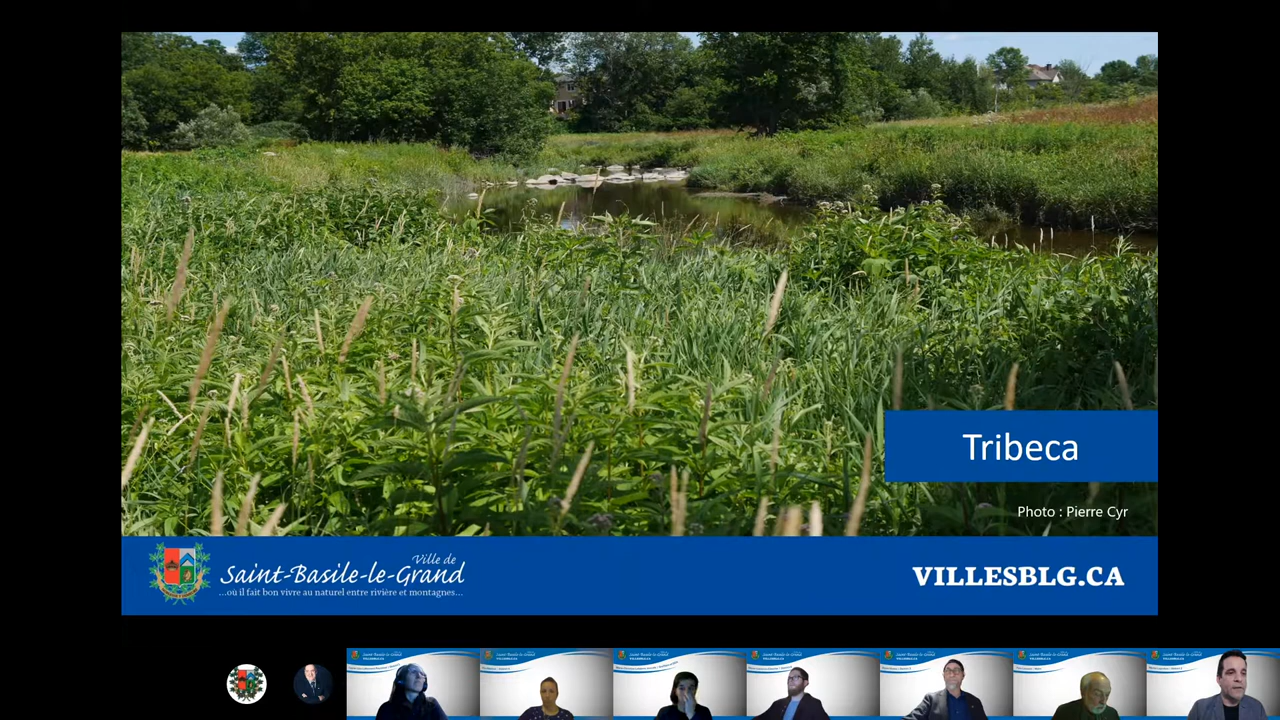 Tribeca
Photo : Pierre Cyr
Ville de
Saint-Basile-le-Grand
...où il fait bon vivre au naturel entre rivière et montagnes...
VILLESBLG.CA